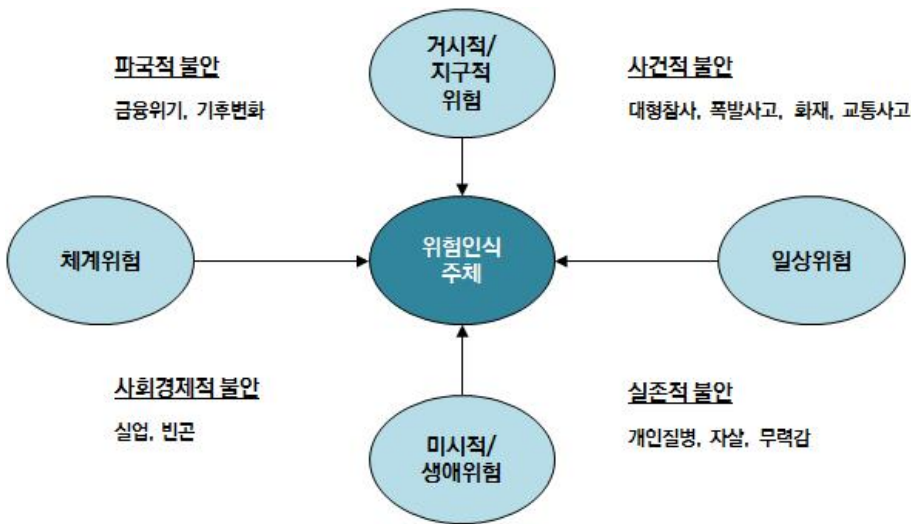 거시적/
지구적
위험
파국적 불안
금융위기, 기후변화
사건적 불안
대형참사, 폭발사고, 화재, 교통사고
체계위험
위험인식
주체
일상위험
사회경제적 불안
실업, 빈곤
미시적/
생애위험
실존적 불안
개인질병, 자살, 무력감